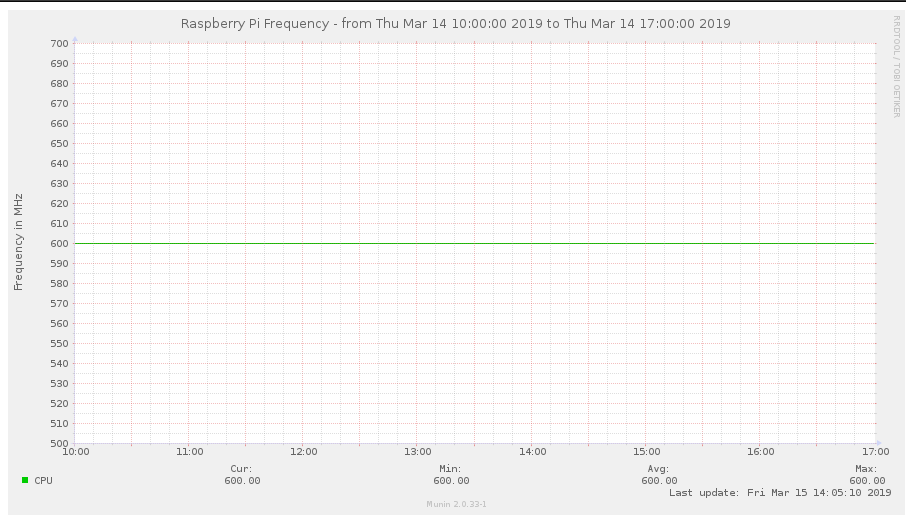 Raspberry Pi Frequency - from Thu Mar 14 10:00:00 2019 to Thu Mar 14 17:00:00 2019
RRDTOOL / TOBI OETIKER
Frequency in MHz
700
690
680
670
660
650
640
630
620
610
600
590
580
570
560
550
540
530
520
510
500
10:00 11:00 12:00 13:00 14:00 15:00 16:00 17:00
Cur: Min: Avg: Max:
CPU 600.00 600.00 600.00 600.00
Last update: Fri Mar 15 14:05:10 2019
Munin 2.0.33-1